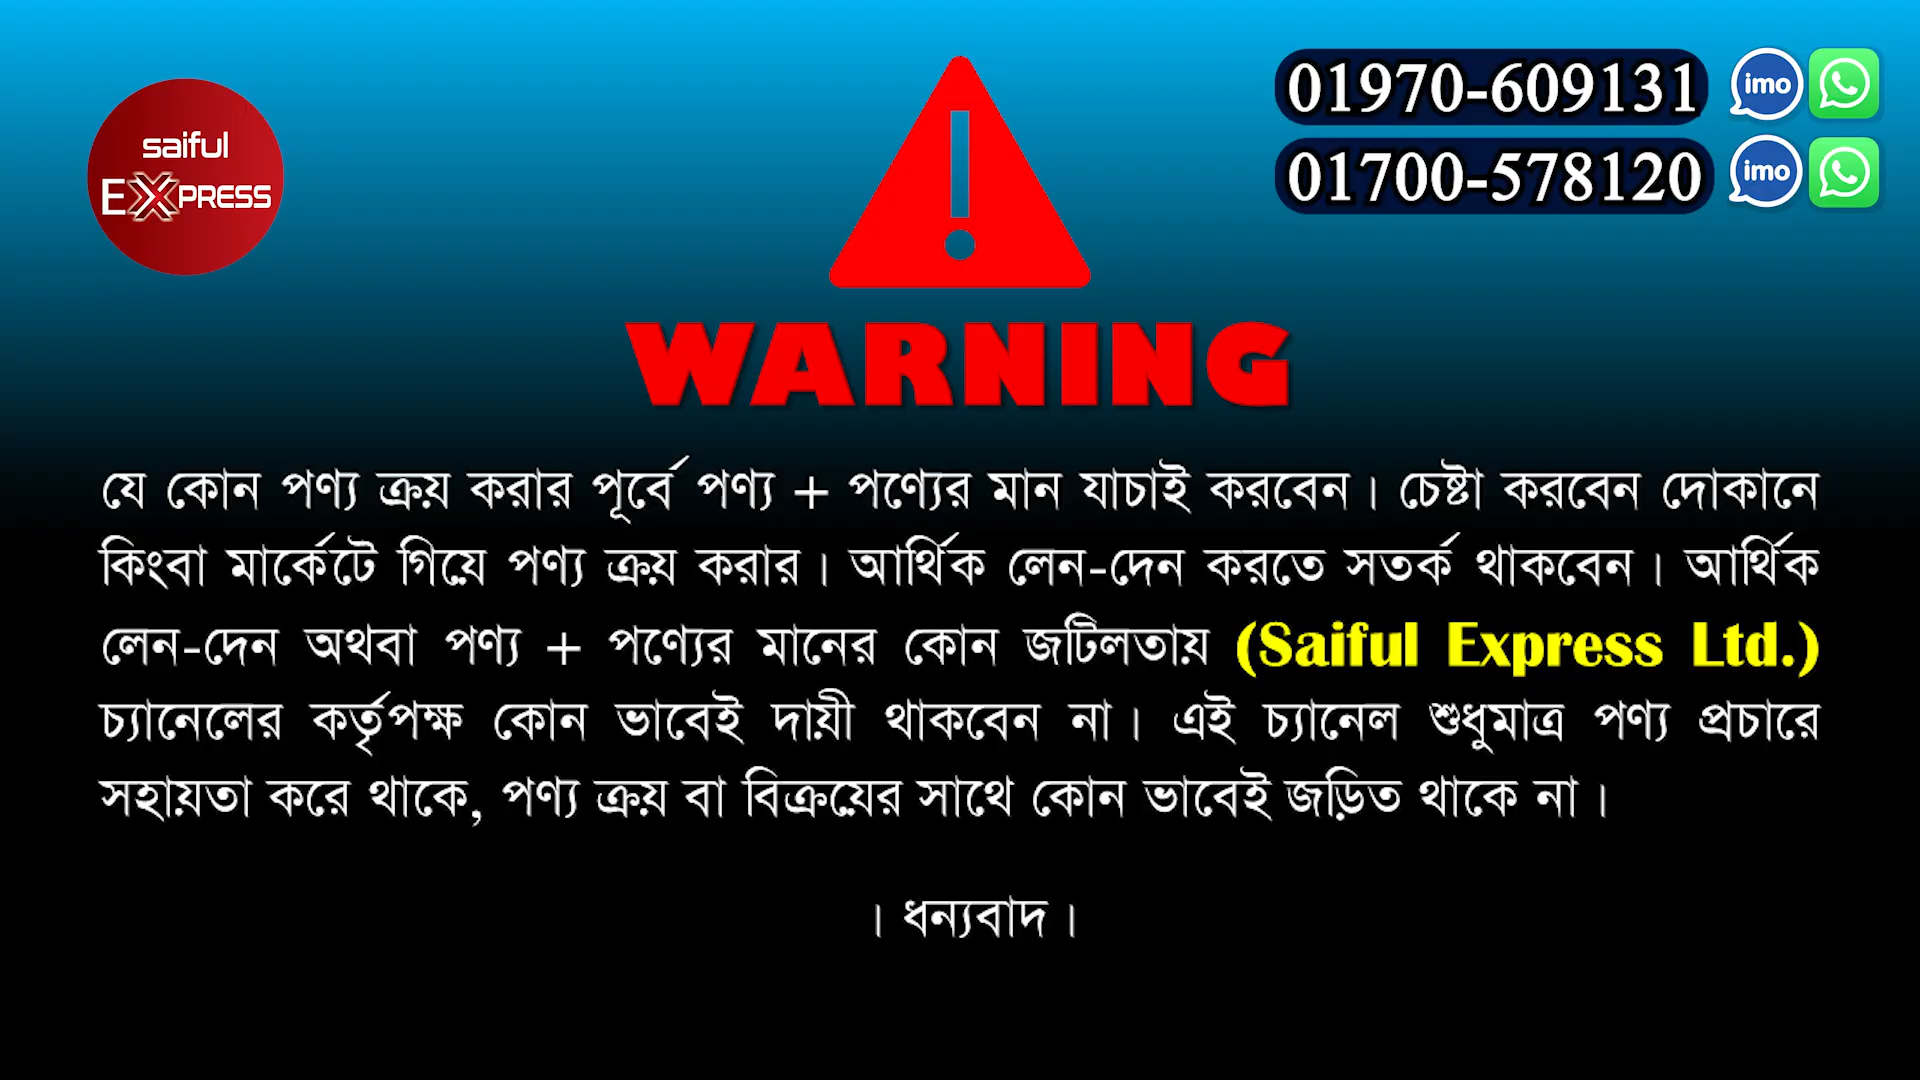 saiful
EXPRESS
01970-609131 imo
01700-578120 imo
WARNING
যে কোন পণ্য ক্রয় করার পূর্বে পণ্য + পণ্যের মান যাচাই করবেন। চেষ্টা করবেন দোকানে
কিংবা মার্কেটে গিয়ে পণ্য ক্রয় করার। আর্থিক লেন-দেন করতে সতর্ক থাকবেন। আর্থিক
লেন-দেন অথবা পণ্য + পণ্যের মানের কোন জটিলতায় (Saiful Express Ltd.)
চ্যানেলের কর্তৃপক্ষ কোন ভাবেই দায়ী থাকবেন না। এই চ্যানেল শুধুমাত্র পণ্য প্রচারে
সহায়তা করে থাকে, পণ্য ক্রয় বা বিক্রয়ের সাথে কোন ভাবেই জড়িত থাকে না।
। ধন্যবাদ।